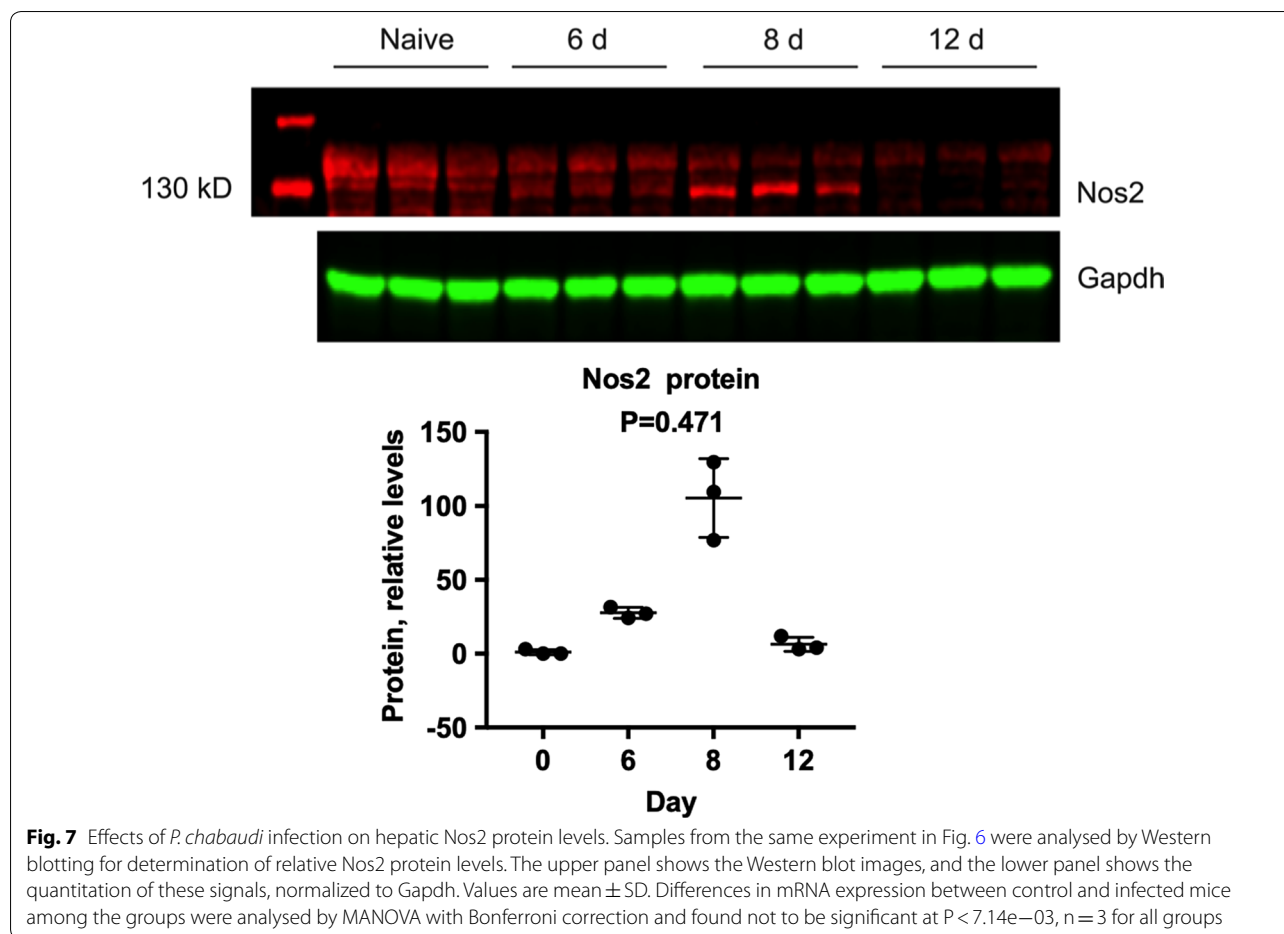 Naive 6 d 8 d 12 d
130 kD
Nos2
Gapdh
Nos2 protein
P=0.471
Protein, relative levels
150
100
50
0
-50
0 6 8 12
Day
Fig. 7 Effects of P. chabaudi infection on hepatic Nos2 protein levels. Samples from the same experiment in Fig. 6 were analysed by Western
blotting for determination of relative Nos2 protein levels. The upper panel shows the Western blot images, and the lower panel shows the
quantitation of these signals, normalized to Gapdh. Values are mean ± SD. Differences in mRNA expression between control and infected mice
among the groups were analysed by MANOVA with Bonferroni correction and found not to be significant at P < 7.14e−03, n = 3 for all groups